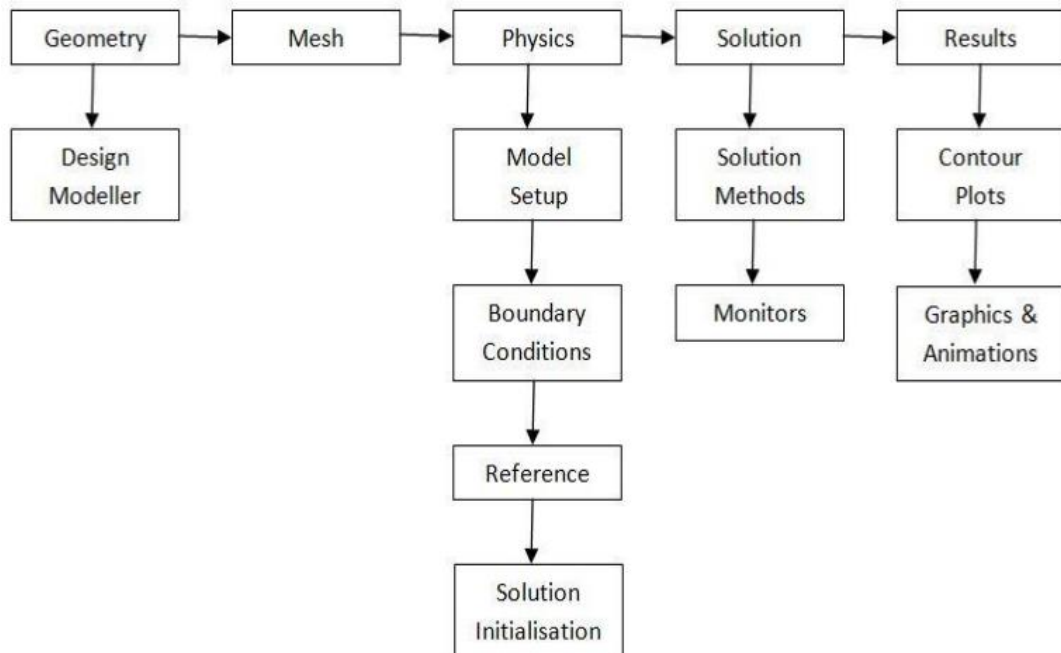 Geometry
Mesh
Physics
Solution
Results
Design
Modeller
Model
Setup
Solution
Methods
Contour
Plots
Boundary
Conditions
Monitors
Graphics &
Animations
Reference
Solution
Initialisation